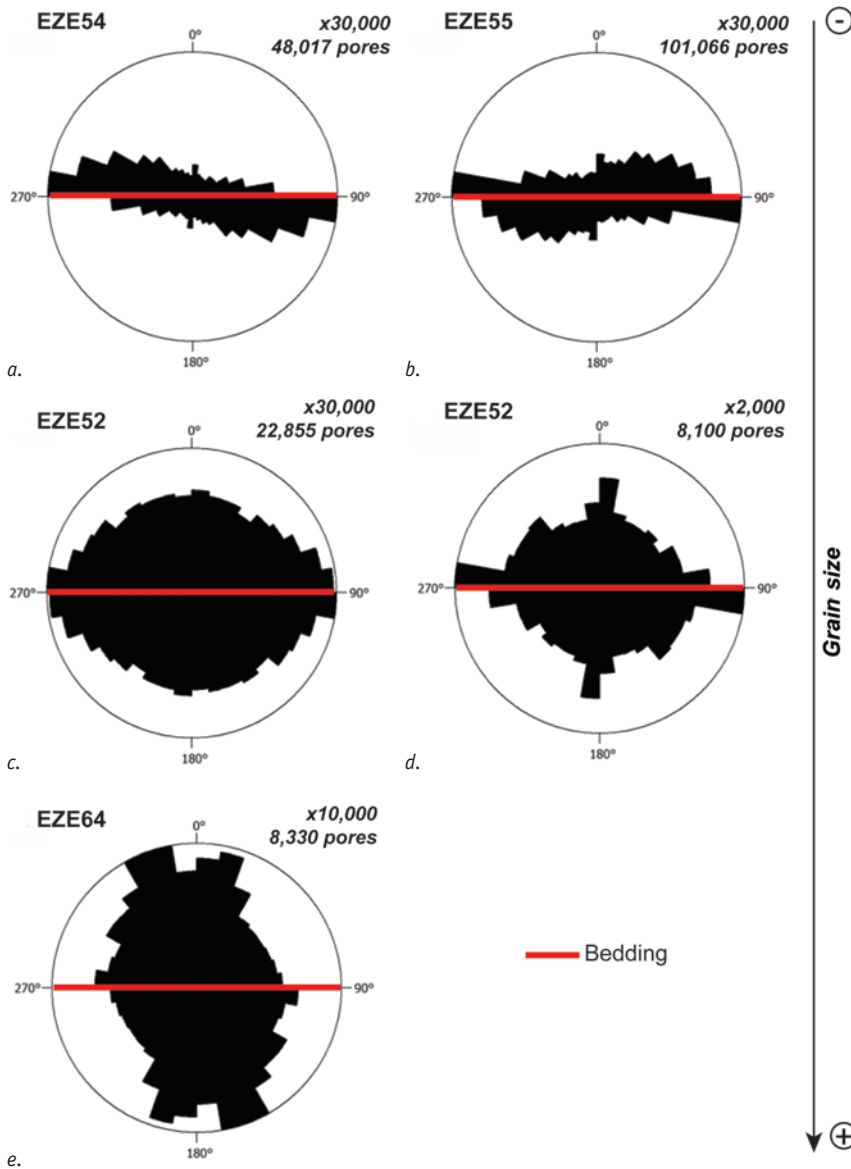 EZE54
x30,000
48,017 pores
0°
270°
90°
180°
a.
EZE55
x30,000
101,066 pores
0°
270°
90°
180°
b.
EZE52
x30,000
22,855 pores
0°
270°
90°
180°
c.
EZE52
x2,000
8,100 pores
0°
270°
90°
180°
d.
EZE64
x10,000
8,330 pores
0°
270°
90°
180°
e.
Bedding
-
Grain size
+